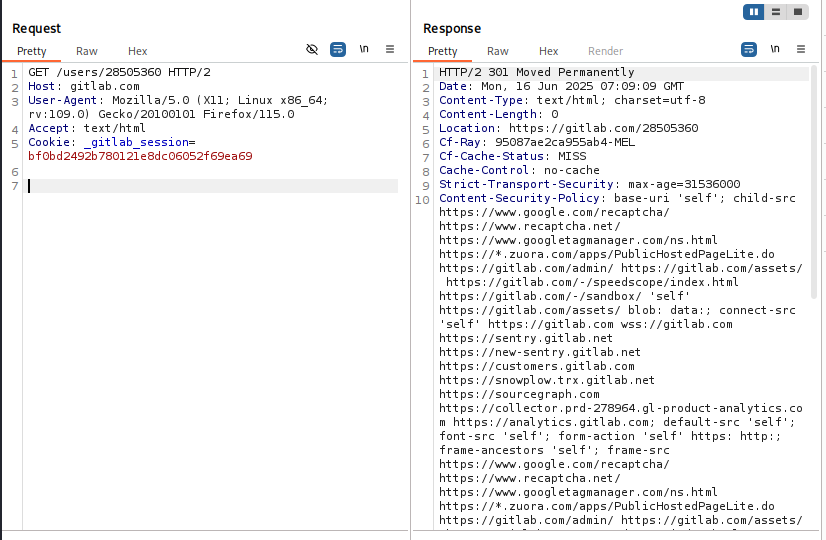 Request
Pretty Raw Hex \n
1 GET /users/28505360 HTTP/2
2 Host: gitlab.com
3 User-Agent: Mozilla/5.0 (X11; Linux x86_64;
rv:109.0) Gecko/20100101 Firefox/115.0
4 Accept: text/html
5 Cookie: _gitlab_session=
bf0bd2492b780121e8dc06052f69ea69
6
7
Response
Pretty Raw Hex Render \n
1 HTTP/2 301 Moved Permanently
2 Date: Mon, 16 Jun 2025 07:09:09 GMT
3 Content-Type: text/html; charset=utf-8
4 Content-Length: 0
5 Location: https://gitlab.com/28505360
6 Cf-Ray: 95087ae2ca955ab4-MEL
7 Cf-Cache-Status: MISS
8 Cache-Control: no-cache
9 Strict-Transport-Security: max-age=31536000
10 Content-Security-Policy: base-uri 'self'; child-src
https://www.google.com/recaptcha/
https://www.recaptcha.net/
https://www.googletagmanager.com/ns.html
https://*.zuora.com/apps/PublicHostedPageLite.do
https://gitlab.com/admin/ https://gitlab.com/assets/
https://gitlab.com/-/speedscope/index.html
https://gitlab.com/-/sandbox/ 'self'
https://gitlab.com/assets/ blob: data:; connect-src
'self' https://gitlab.com wss://gitlab.com
https://sentry.gitlab.net
https://new-sentry.gitlab.net
https://customers.gitlab.com
https://snowplow.trx.gitlab.net
https://sourcegraph.com
https://collector.prd-278964.gl-product-analytics.co
m https://analytics.gitlab.com; default-src 'self';
font-src 'self'; form-action 'self' https: http:;
frame-ancestors 'self'; frame-src
https://www.google.com/recaptcha/
https://www.recaptcha.net/
https://www.googletagmanager.com/ns.html
https://*.zuora.com/apps/PublicHostedPageLite.do
https://gitlab.com/admin/ https://gitlab.com/assets/